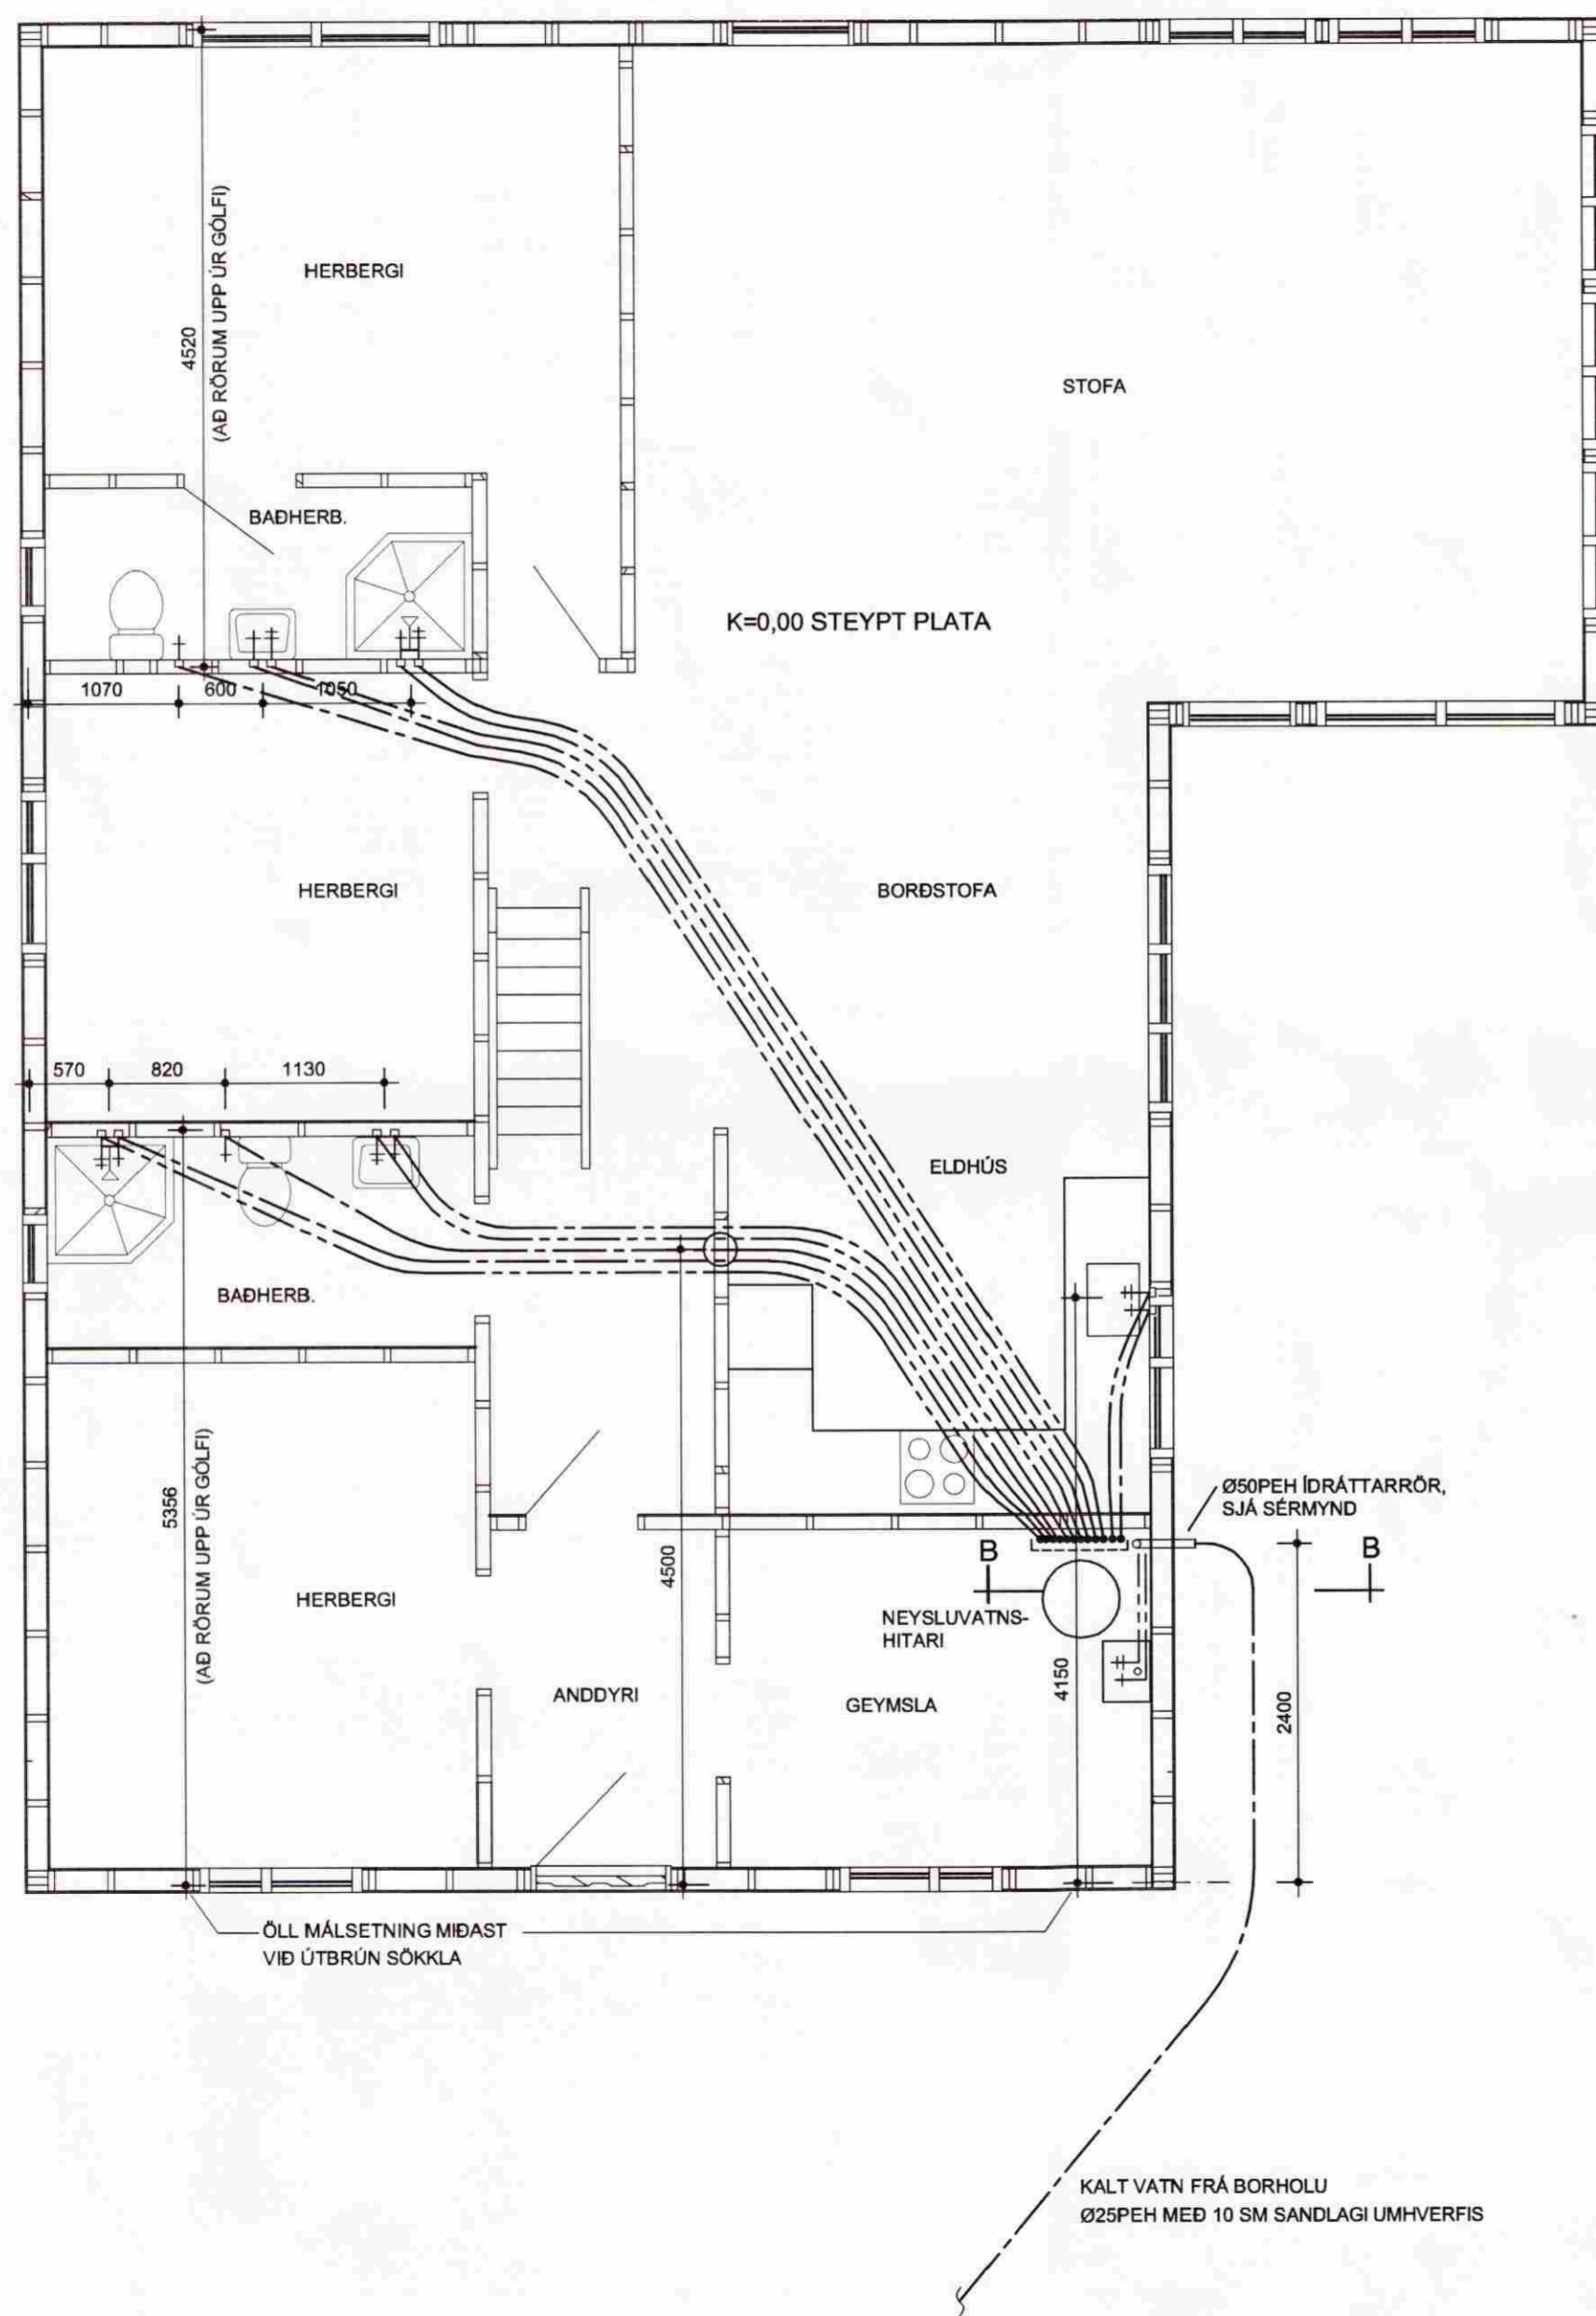 4520
(AÐ RÖRUM UPP ÚR GÓLFI)
HERBERGI
STOFA
BAÐHERB.
K=0,00 STEYPT PLATA
1070
600
1050
HERBERGI
BORÐSTOFA
570
820
1130
ELDHÚS
BAÐHERB.
5356
(AÐ RÖRUM UPP ÚR GÓLFI)
Ø50PEH ÍDRÁTTARRÖR,
SJÁ SÉRMYND
B
B
4500
HERBERGI
NEYSLUVATNS-
HITARI
4150
ANDDYRI
GEYMSLA
2400
ÖLL MÁLSETNING MIÐAST
VIÐ ÚTBRÚN SÖKKLA
KALT VATN FRÁ BORHOLU
Ø25PEH MEÐ 10 SM SANDLAGI UMHVERFIS